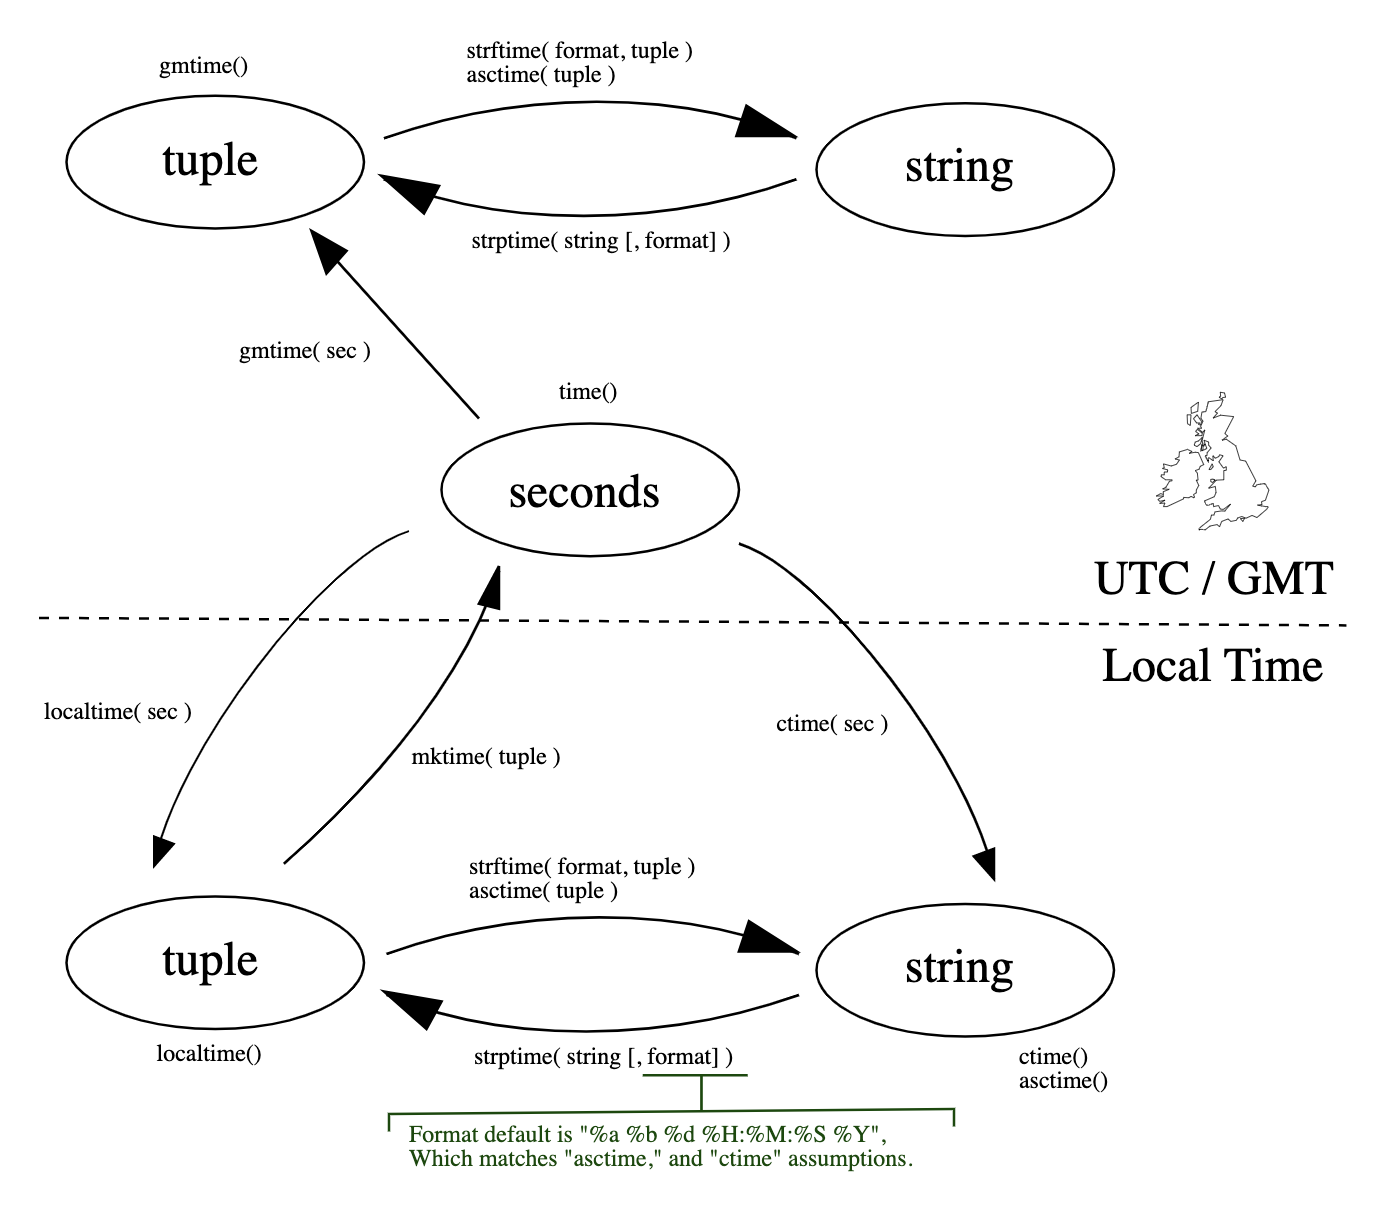 gmtime()
strftime( format, tuple )
asctime( tuple )
tuple
string
strptime( string [, format] )
gmtime( sec )
time()
seconds
UTC / GMT
Local Time
localtime( sec )
mktime( tuple )
ctime( sec )
strftime( format, tuple )
asctime( tuple )
tuple
string
localtime()
strptime( string [, format] )
ctime()
asctime()
Format default is "%a %b %d %H:%M:%S %Y",
Which matches "asctime," and "ctime" assumptions.